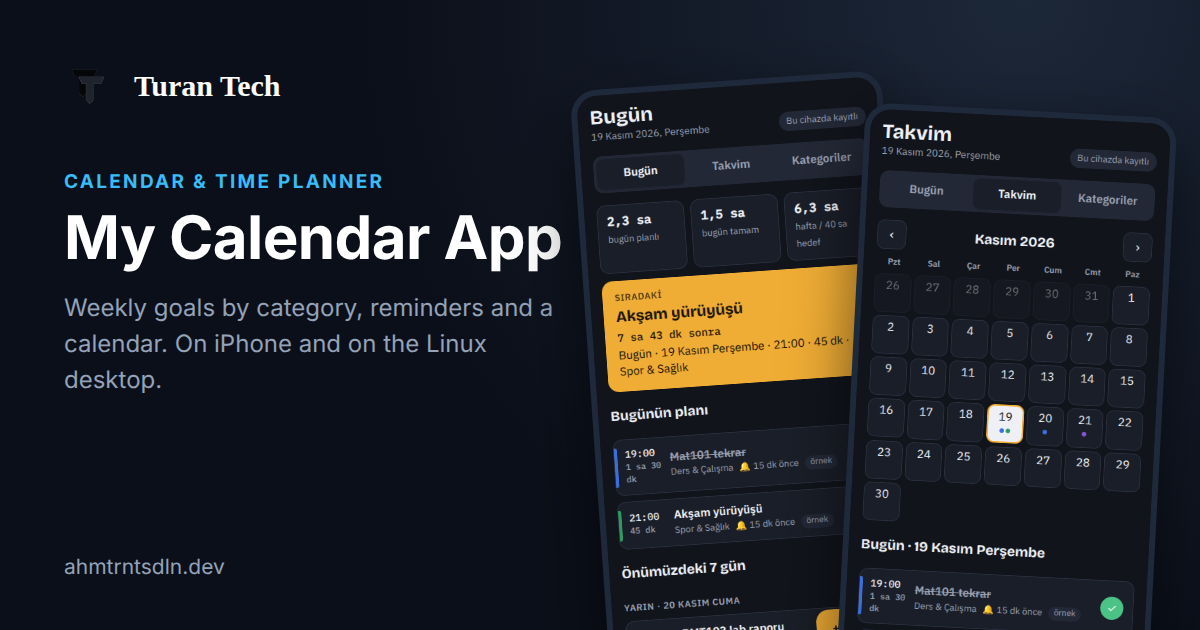 Turan Tech
CALENDAR & TIME PLANNER
My Calendar App
Weekly goals by category, reminders and a
calendar. On iPhone and on the Linux
desktop.
ahmtrntsdln.dev
Bugün
19 Kasım 2026, Perşembe
Bu cihazda kayıtlı
Bugün Takvim Kategoriler
2,3 sa
bugün planlı
1,5 sa
bugün tamam
6,3 sa
hafta / 40 sa
hedef
SIRADAKİ
Akşam yürüyüşü
7 sa 43 dk sonra
Bugün · 19 Kasım Perşembe · 21:00 · 45 dk ·
Spor & Sağlık
Bugünün planı
19:00
1 sa 30
dk
Mat101 tekrar
Ders & Çalışma 🔔 15 dk önce örnek
21:00
45 dk
Akşam yürüyüşü
Spor & Sağlık 🔔 15 dk önce örnek
Önümüzdeki 7 gün
YARIN · 20 KASIM CUMA
lab raporu
Takvim
19 Kasım 2026, Perşembe
Bu cihazda kayıtlı
Bugün Takvim Kategoriler
‹ Kasım 2026 ›
Pzt Sal Çar Per Cum Cmt Paz
26 27 28 29 30 31 1
2 3 4 5 6 7 8
9 10 11 12 13 14 15
16 17 18 19 20 21 22
23 24 25 26 27 28 29
30
Bugün · 19 Kasım Perşembe
19:00
1 sa 30
dk
Mat101 tekrar
Ders & Çalışma 🔔 15 dk önce örnek